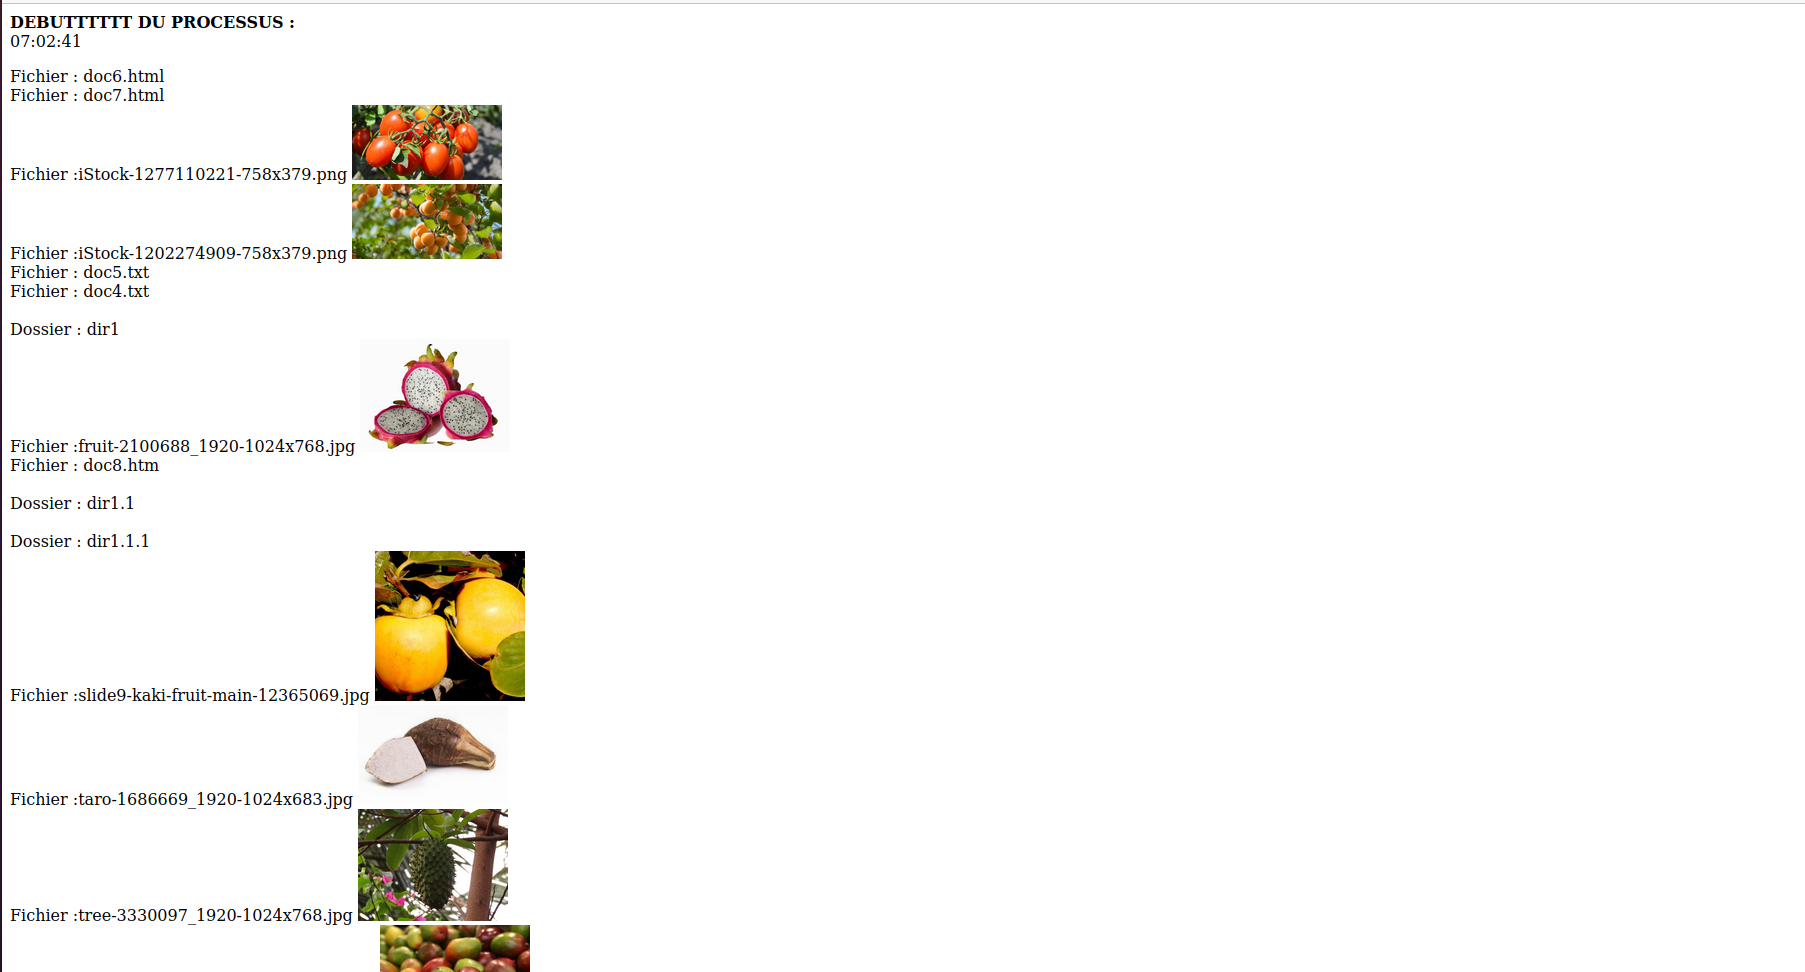 DEBUTTTTTT DU PROCESSUS :
07:02:41
Fichier : doc6.html
Fichier : doc7.html
Fichier :iStock-1277110221-758x379.png
Fichier :iStock-1202274909-758x379.png
Fichier : doc5.txt
Fichier : doc4.txt
Dossier : dir1
Fichier :fruit-2100688_1920-1024x768.jpg
Fichier : doc8.htm
Dossier : dir1.1
Dossier : dir1.1.1
Fichier :slide9-kaki-fruit-main-12365069.jpg
Fichier :taro-1686669_1920-1024x683.jpg
Fichier :tree-3330097_1920-1024x768.jpg